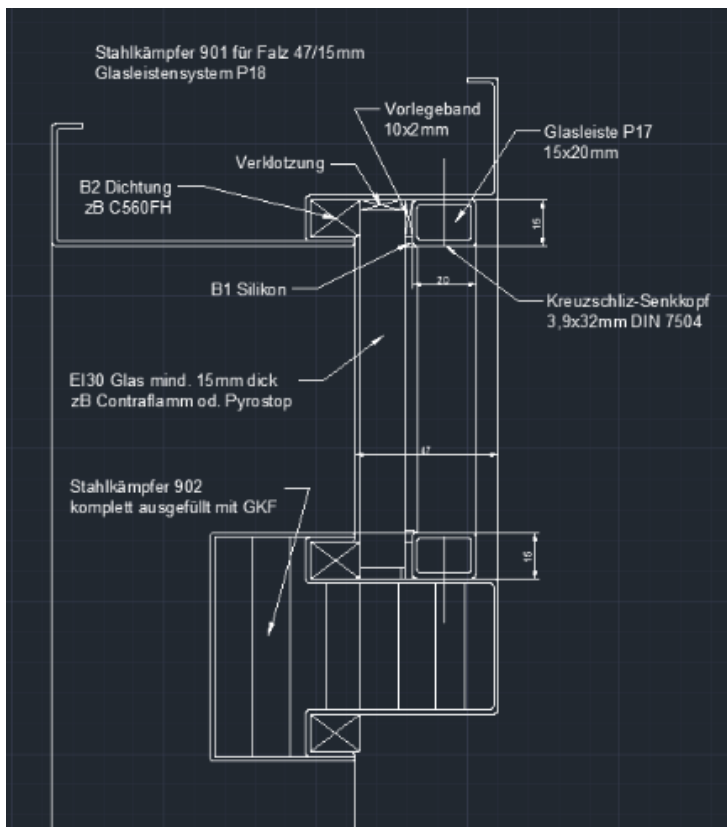 Stahlkämpfer 901 für Falz 47/15mm
Glasleistensystem P18
Vorlegeband
10x2mm
Glasleiste P17
15x20mm
Verklotzung
B2 Dichtung
zB C560FH
15
B1 Silikon
20
Kreuzschliz-Senkkopf
3,9x32mm DIN 7504
EI30 Glas mind. 15mm dick
zB Contraflamm od. Pyrostop
47
Stahlkämpfer 902
komplett ausgefüllt mit GKF
15